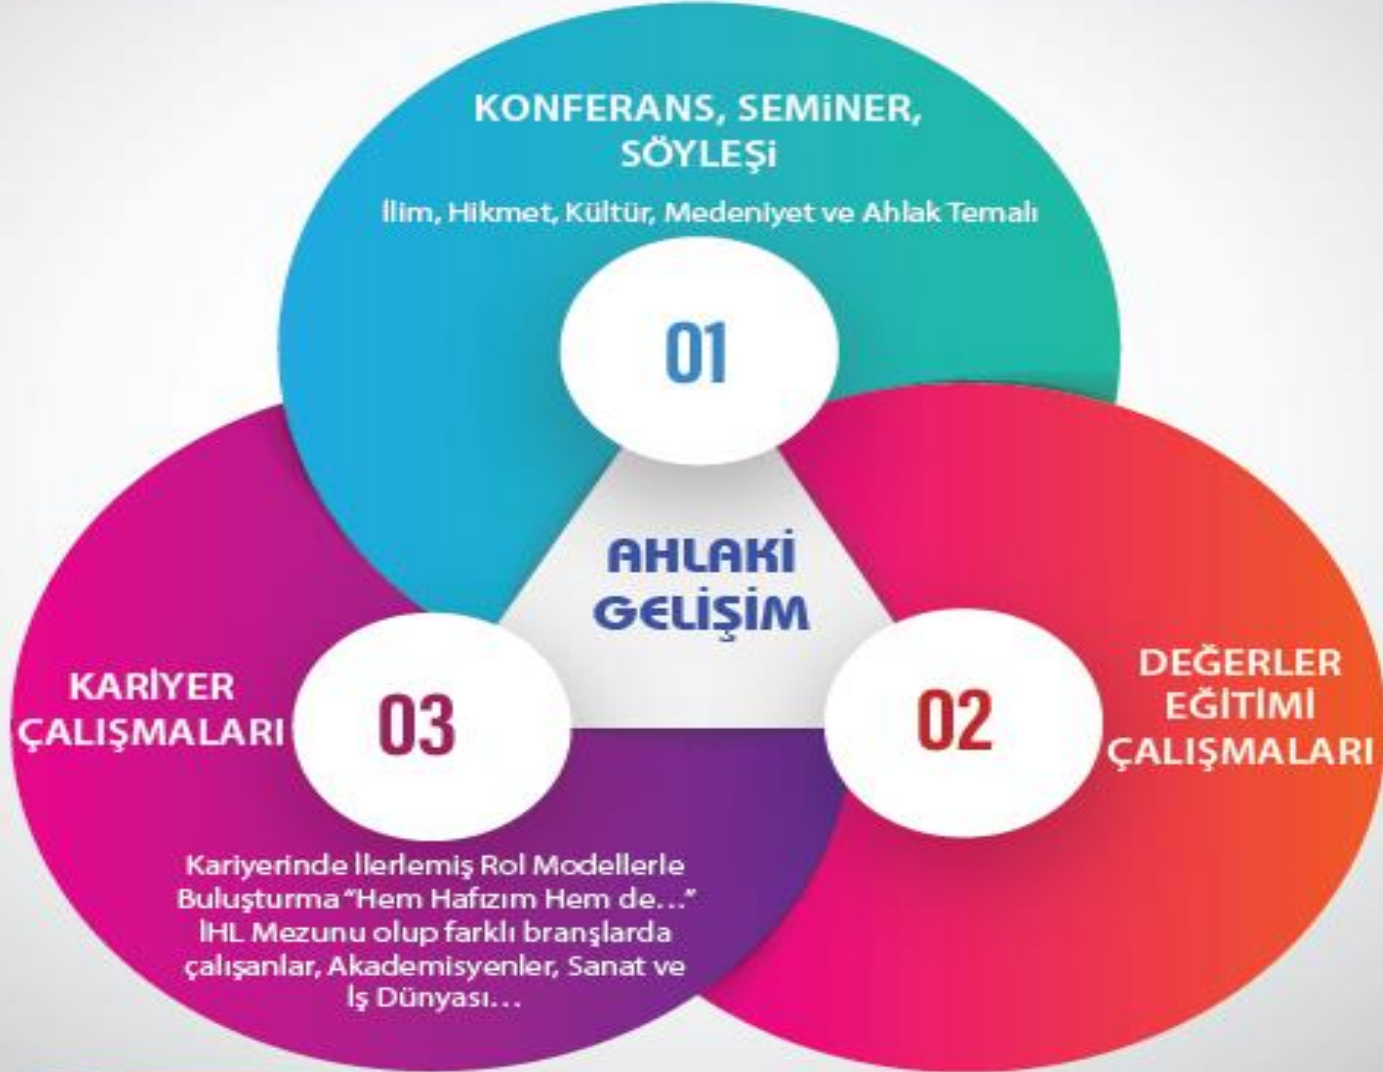 KONFERANS, SEMiNER,
SÖYLEŞi
İlim, Hikmet, Kültür, Medeniyet ve Ahlak Temalı
01
AHLAKİ
GELİŞİM
DEĞERLER
EĞİTİMİ
ÇALIŞMALARI
02
KARİYER
ÇALIŞMALARI
03
Kariyerinde İlerlemiş Rol Modellerle
Buluşturma "Hem Hafızım Hem de..."
İHL Mezunu olup farklı branşlarda
çalışanlar, Akademisyenler, Sanat ve
İş Dünyası...